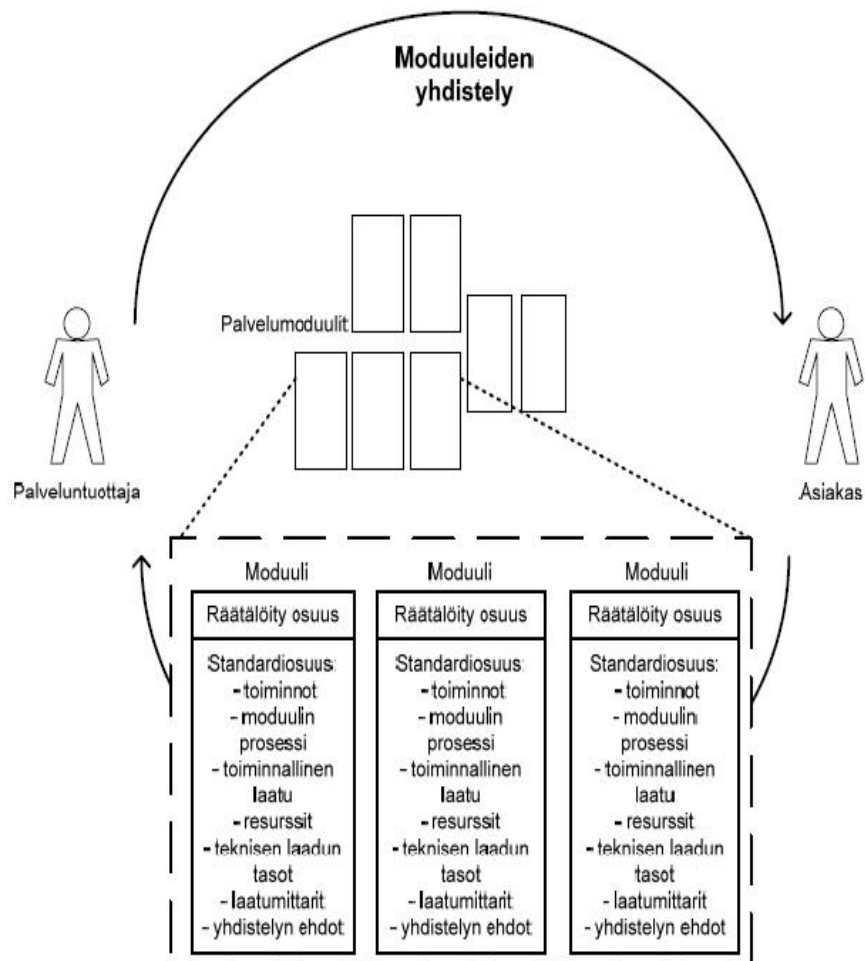 Moduuleiden
yhdistely
Palvelumoduulit
Palveluntuottaja
Asiakas
Moduuli
Räätälöity osuus
Standardiosuus:
- toiminnot
- moduulin
prosessi
- toiminnallinen
laatu
- resurssit
- teknisen laadun
tasot
- laatumittarit
- yhdistelyn ehdot
Moduuli
Räätälöity osuus
Standardiosuus:
- toiminnot
- moduulin
prosessi
- toiminnallinen
laatu
- resurssit
- teknisen laadun
tasot
- laatumittarit
- yhdistelyn ehdot
Moduuli
Räätälöity osuus
Standardiosuus:
- toiminnot
- moduulin
prosessi
- toiminnallinen
laatu
- resurssit
- teknisen laadun
tasot
- laatumittarit
- yhdistelyn ehdot